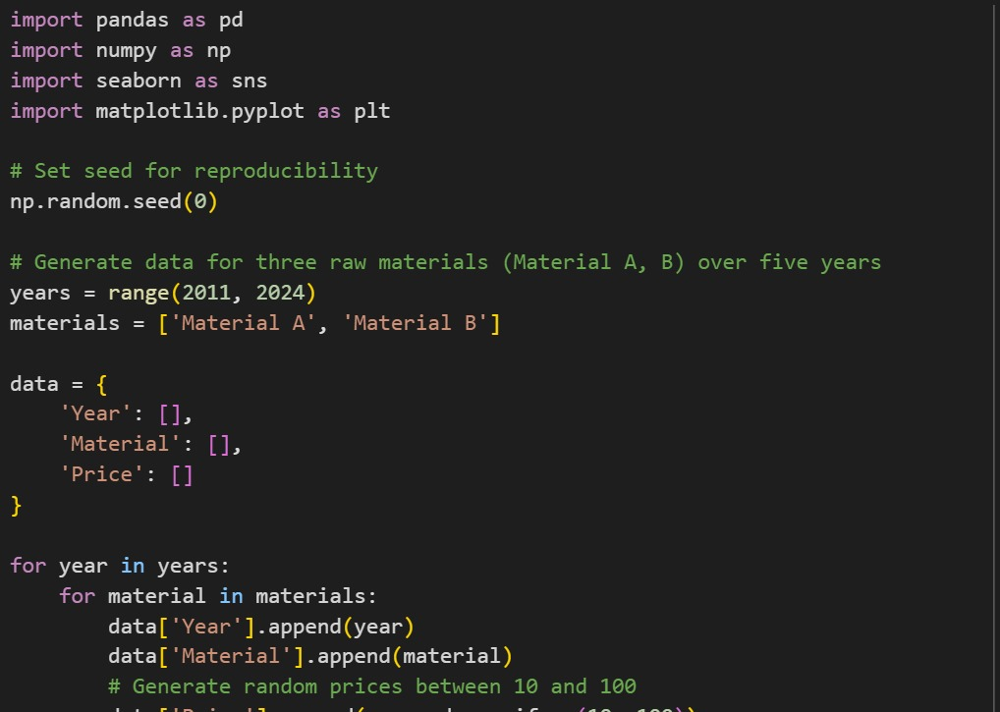 import pandas as pd
import numpy as np
import seaborn as sns
import matplotlib.pyplot as plt
# Set seed for reproducibility
np.random.seed(0)
# Generate data for three raw materials (Material A, B) over five years
years = range(2011, 2024)
materials = ['Material A', 'Material B']
data = {
    'Year': [],
    'Material': [],
    'Price': []
}
for year in years:
    for material in materials:
        data['Year'].append(year)
        data['Material'].append(material)
        # Generate random prices between 10 and 100